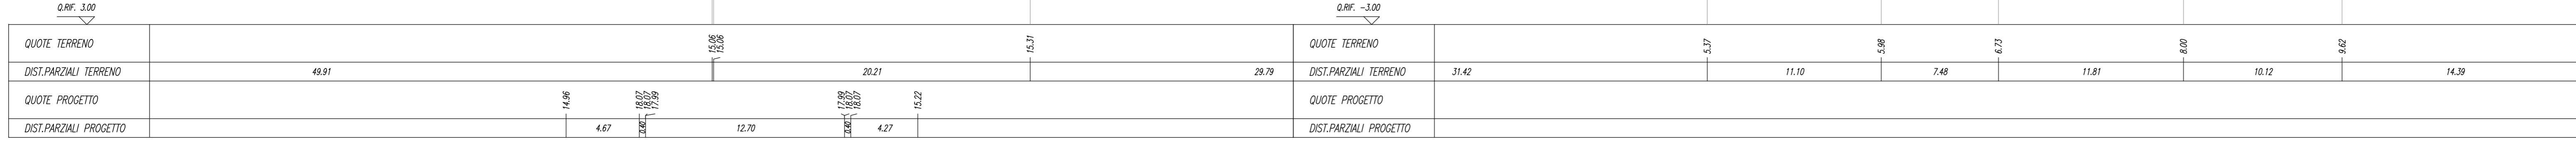 Q.RIF. 3.00
QUOTE TERRENO 15.06 15.06 15.31
DIST.PARZIALI TERRENO 49.91 20.21 29.79
QUOTE PROGETTO 14.96 18.07 18.07 17.99 17.99 18.07 18.07 15.22
DIST.PARZIALI PROGETTO 4.67 0.40 12.70 0.40 4.27
Q.RIF. -3.00
QUOTE TERRENO 5.37 5.98 6.73 8.00 9.62
DIST.PARZIALI TERRENO 31.42 11.10 7.48 11.81 10.12 14.39
QUOTE PROGETTO
DIST.PARZIALI PROGETTO